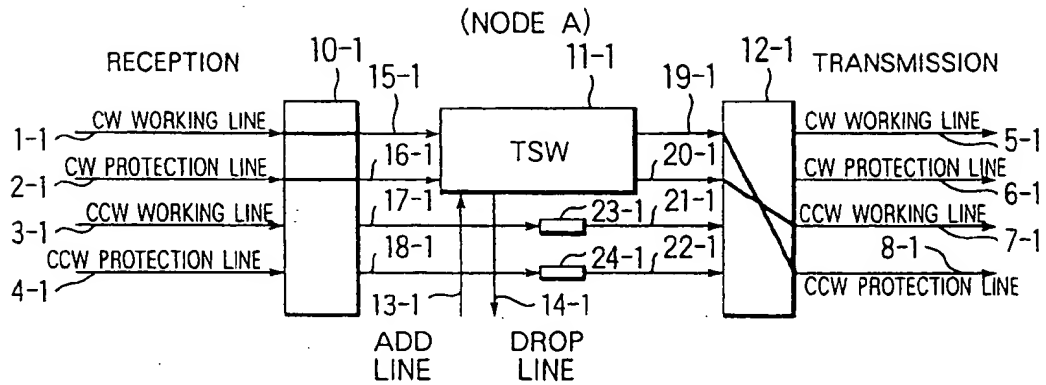 (NODE A)
RECEPTION
10-1
11-1
12-1
TRANSMISSION
15-1
19-1
CW WORKING LINE
1-1
TSW
CW WORKING LINE
5-1
CW PROTECTION LINE
2-1
16-1
20-1
CW PROTECTION LINE
6-1
CCW WORKING LINE
3-1
17-1
23-1
21-1
CCW WORKING LINE
7-1
CCW PROTECTION LINE
4-1
18-1
24-1
22-1
8-1
CCW PROTECTION LINE
13-1
14-1
ADD
LINE
DROP
LINE